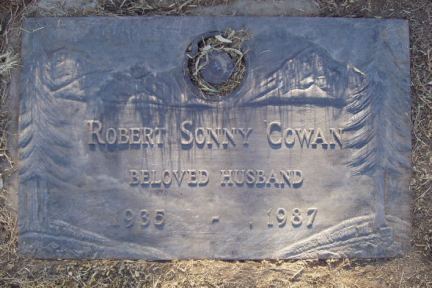 Robert Sonny Cowan
BELOVED HUSBAND
1935 - 1987